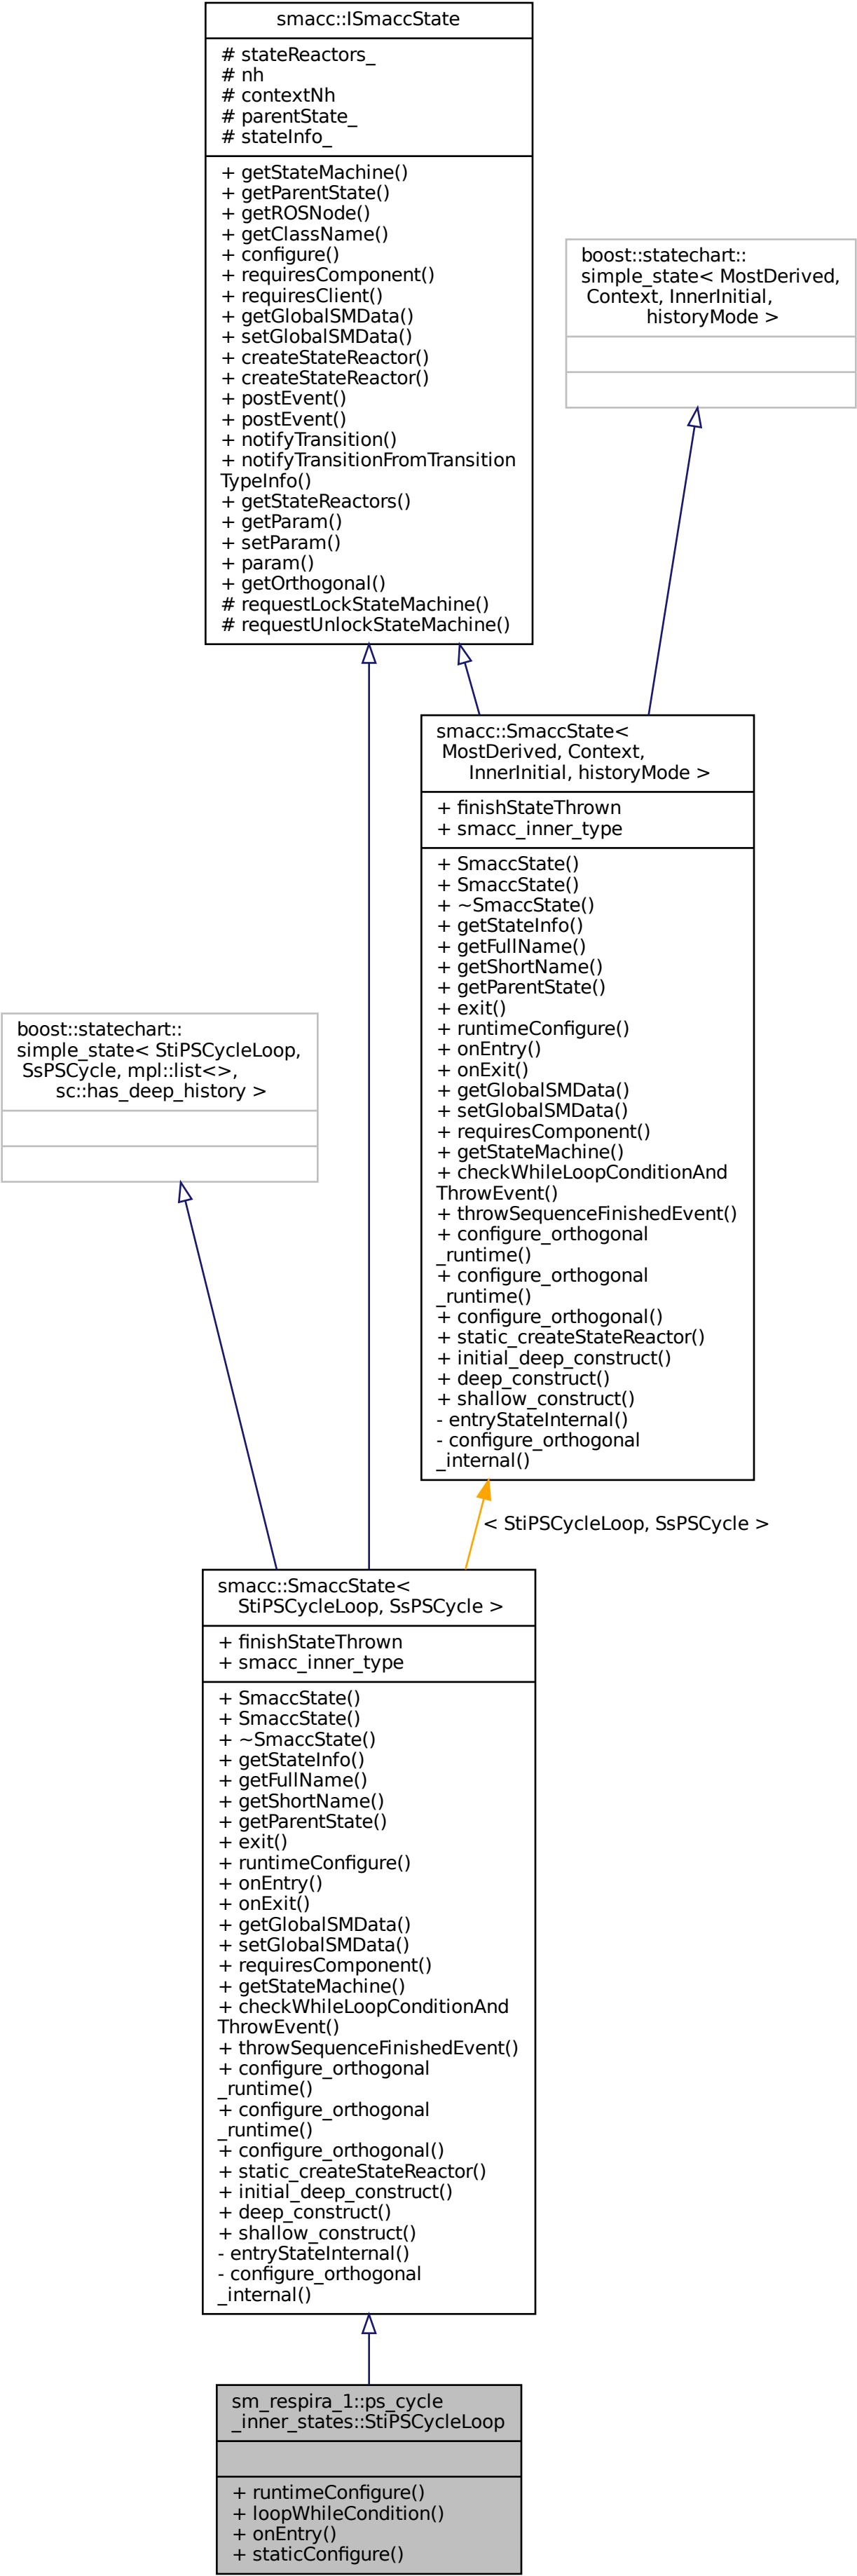 smacc::ISmaccState
# stateReactors_
# nh
# contextNh
# parentState_
# stateInfo_
+ getStateMachine()
+ getParentState()
+ getROSNode()
+ getClassName()
+ configure()
+ requiresComponent()
+ requiresClient()
+ getGlobalSMData()
+ setGlobalSMData()
+ createStateReactor()
+ createStateReactor()
+ postEvent()
+ postEvent()
+ notifyTransition()
+ notifyTransitionFromTransition
TypeInfo()
+ getStateReactors()
+ getParam()
+ setParam()
+ param()
+ getOrthogonal()
# requestLockStateMachine()
# requestUnlockStateMachine()
boost::statechart::
simple_state< MostDerived,
Context, InnerInitial,
historyMode >
smacc::SmaccState<
MostDerived, Context,
InnerInitial, historyMode >
+ finishStateThrown
+ smacc_inner_type
+ SmaccState()
+ SmaccState()
+ ~SmaccState()
+ getStateInfo()
+ getFullName()
+ getShortName()
+ getParentState()
+ exit()
+ runtimeConfigure()
+ onEntry()
+ onExit()
+ getGlobalSMData()
+ setGlobalSMData()
+ requiresComponent()
+ getStateMachine()
+ checkWhileLoopConditionAnd
ThrowEvent()
+ throwSequenceFinishedEvent()
+ configure_orthogonal
_runtime()
+ configure_orthogonal
_runtime()
+ configure_orthogonal()
+ static_createStateReactor()
+ initial_deep_construct()
+ deep_construct()
+ shallow_construct()
- entryStateInternal()
- configure_orthogonal
_internal()
boost::statechart::
simple_state< StiPSCycleLoop,
SsPSCycle, mpl::list<>,
sc::has_deep_history >
< StiPSCycleLoop, SsPSCycle >
smacc::SmaccState<
StiPSCycleLoop, SsPSCycle >
+ finishStateThrown
+ smacc_inner_type
+ SmaccState()
+ SmaccState()
+ ~SmaccState()
+ getStateInfo()
+ getFullName()
+ getShortName()
+ getParentState()
+ exit()
+ runtimeConfigure()
+ onEntry()
+ onExit()
+ getGlobalSMData()
+ setGlobalSMData()
+ requiresComponent()
+ getStateMachine()
+ checkWhileLoopConditionAnd
ThrowEvent()
+ throwSequenceFinishedEvent()
+ configure_orthogonal
_runtime()
+ configure_orthogonal
_runtime()
+ configure_orthogonal()
+ static_createStateReactor()
+ initial_deep_construct()
+ deep_construct()
+ shallow_construct()
- entryStateInternal()
- configure_orthogonal
_internal()
sm_respira_1::ps_cycle
_inner_states::StiPSCycleLoop
+ runtimeConfigure()
+ loopWhileCondition()
+ onEntry()
+ staticConfigure()